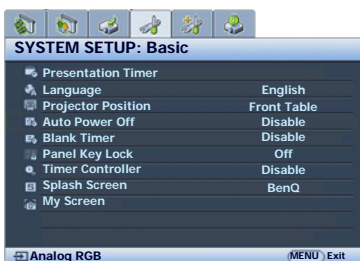 SYSTEM SETUP: Basic
Presentation Timer
Language English
Projector Position Front Table
Auto Power Off Disable
Blank Timer Disable
Panel Key Lock Off
Timer Controller Disable
Splash Screen BenQ
My Screen
Analog RGB MENU Exit